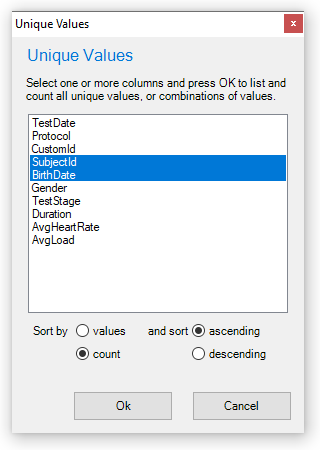 Unique Values
x
Unique Values
Select one or more columns and press OK to list and
count all unique values, or combinations of values.
TestDate
Protocol
CustomId
SubjectId
BirthDate
Gender
TestStage
Duration
AvgHeartRate
AvgLoad
Sort by values and sort ascending
count descending
Ok Cancel